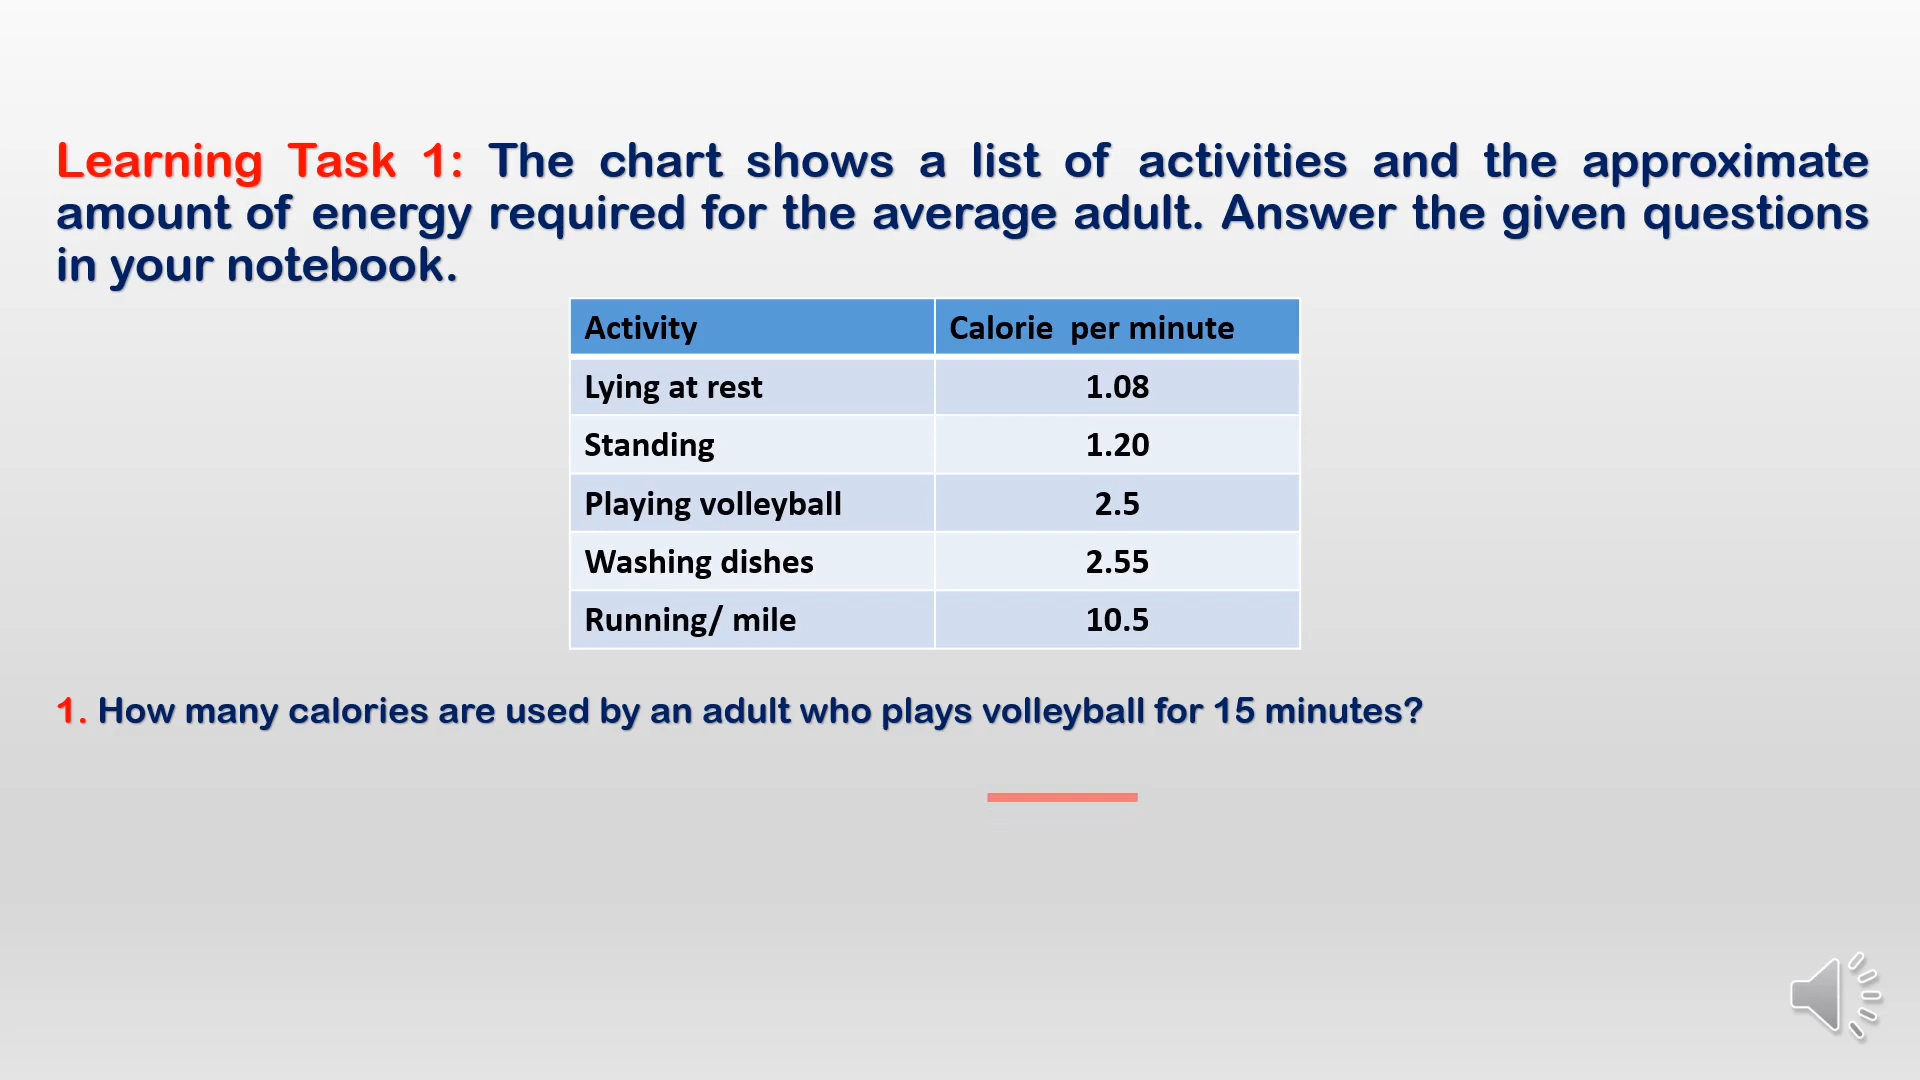 Learning Task 1: The chart shows a list of activities and the approximate
amount of energy required for the average adult. Answer the given questions
in your notebook.
Activity Calorie per minute
Lying at rest 1.08
Standing 1.20
Playing volleyball 2.5
Washing dishes 2.55
Running/ mile 10.5
1. How many calories are used by an adult who plays volleyball for 15 minutes?